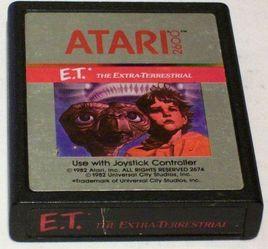 ATARI 2600
E.T.* THE EXTRA-TERRESTRIAL
Use with Joystick Controller
© 1982 Atari, Inc. ALL RIGHTS RESERVED 2674
© 1982 Universal City Studios, Inc.
*Trademark of Universal City Studios, Inc.
E.T.* THE EXTRA-TERRESTRIAL